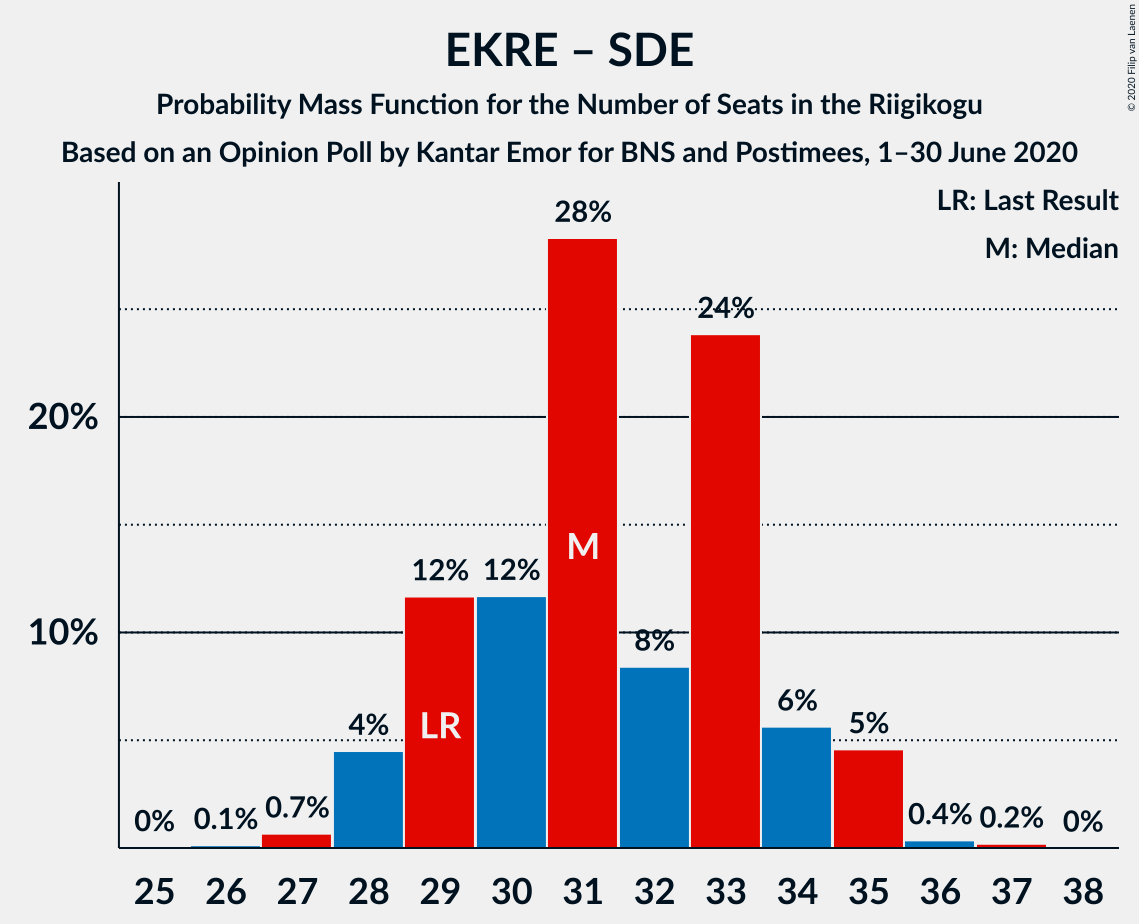 EKRE – SDE
Probability Mass Function for the Number of Seats in the Riigikogu
Based on an Opinion Poll by Kantar Emor for BNS and Postimees, 1–30 June 2020
© 2020 Filip van Laenen
LR: Last Result
M: Median
28%
24%
20%
M
12% 12%
10%
8%
LR
6%
4%
5%
0% 0.1% 0.7%
0.4% 0.2% 0%
25 26 27 28 29 30 31 32 33 34 35 36 37 38